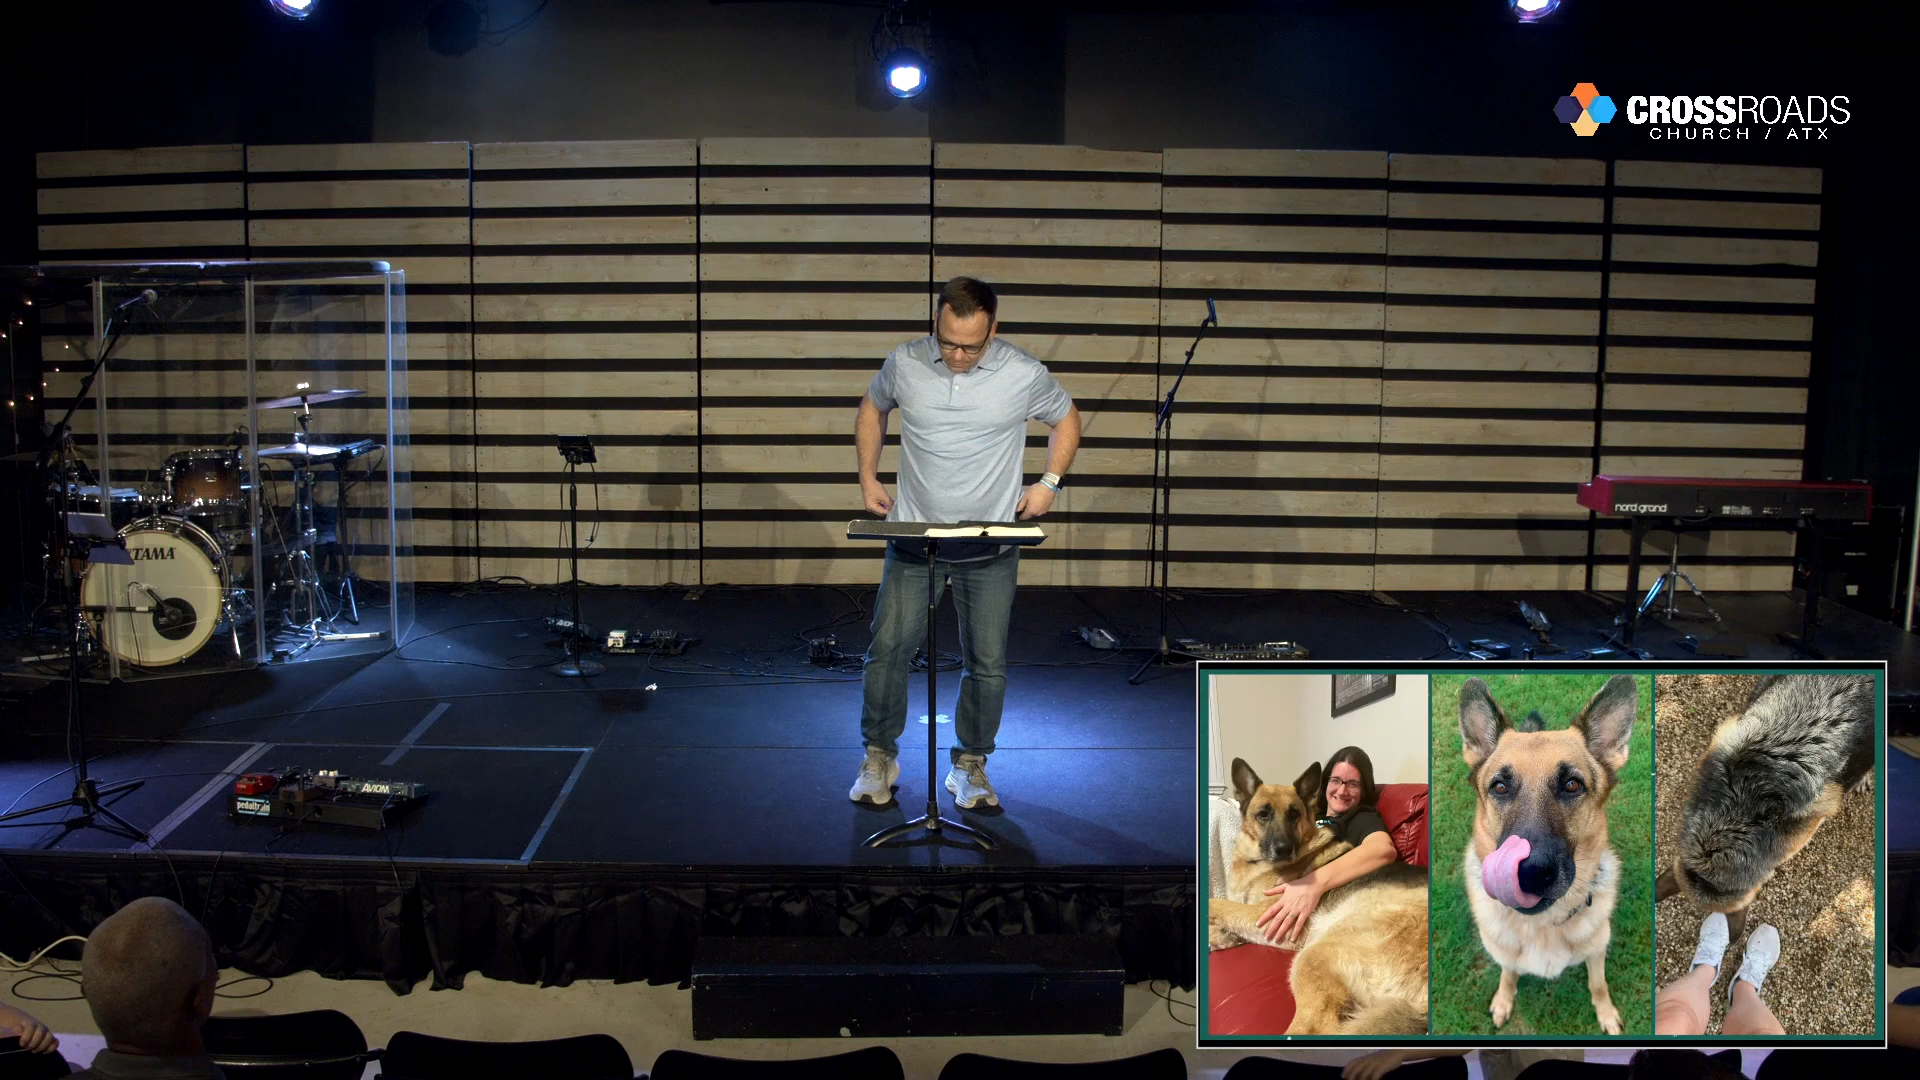 CROSSROADS
CHURCH / ATX
nord grand
TAMA
AVIOM
pedaltrain